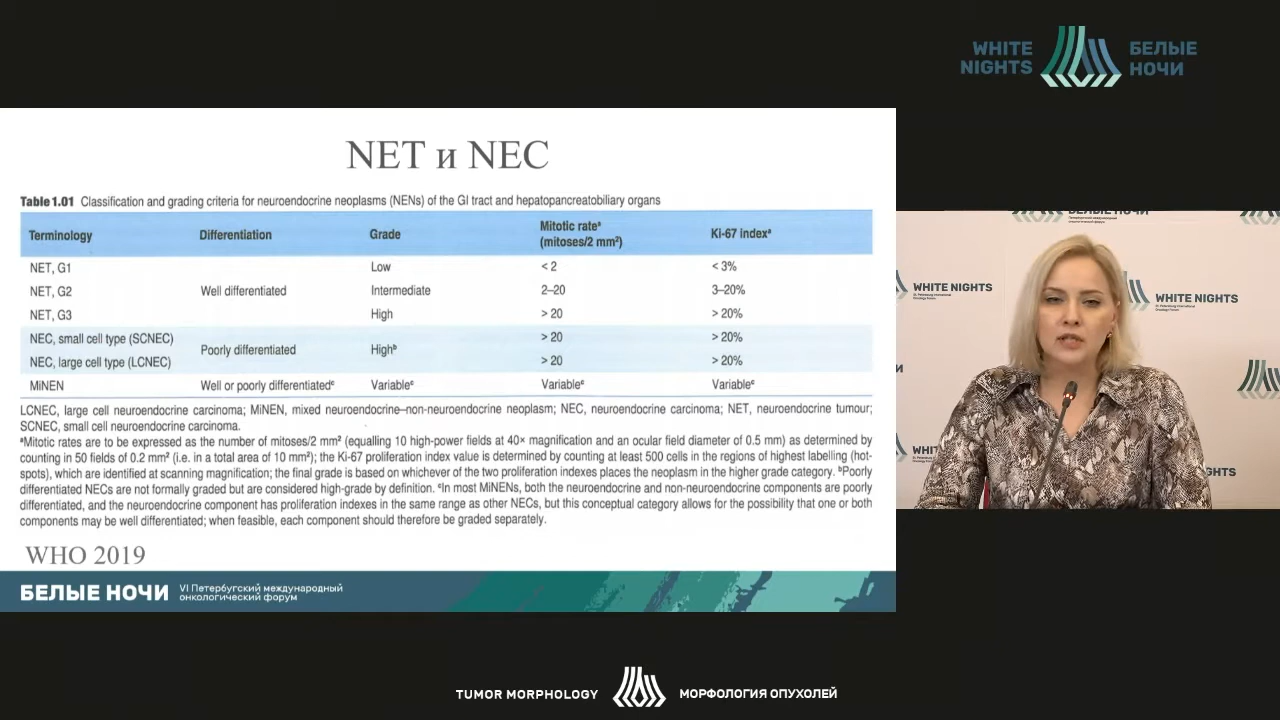 WHITE
NIGHTS
БЕЛЫЕ
НОЧИ
NET и NEC
Table 1.01 Classification and grading criteria for neuroendocrine neoplasms (NENs) of the GI tract and hepatopancreatobiliary organs
Terminology Differentiation Grade Mitotic rateᵃ (mitoses/2 mm²) Ki-67 indexᵃ
NET, G1 Low < 2 < 3%
NET, G2 Well differentiated Intermediate 2–20 3–20%
NET, G3 High > 20 > 20%
NEC, small cell type (SCNEC) > 20 > 20%
Poorly differentiated Highᵇ
NEC, large cell type (LCNEC) > 20 > 20%
MiNEN Well or poorly differentiatedᶜ Variableᶜ Variableᶜ Variableᶜ
LCNEC, large cell neuroendocrine carcinoma; MiNEN, mixed neuroendocrine–non-neuroendocrine neoplasm; NEC, neuroendocrine carcinoma; NET, neuroendocrine tumour;
SCNEC, small cell neuroendocrine carcinoma.
ᵃMitotic rates are to be expressed as the number of mitoses/2 mm² (equalling 10 high-power fields at 40× magnification and an ocular field diameter of 0.5 mm) as determined by
counting in 50 fields of 0.2 mm² (i.e. in a total area of 10 mm²); the Ki-67 proliferation index value is determined by counting at least 500 cells in the regions of highest labelling (hot-
spots), which are identified at scanning magnification; the final grade is based on whichever of the two proliferation indexes places the neoplasm in the higher grade category. ᵇPoorly
differentiated NECs are not formally graded but are considered high-grade by definition. ᶜIn most MiNENs, both the neuroendocrine and non-neuroendocrine components are poorly
differentiated, and the neuroendocrine component has proliferation indexes in the same range as other NECs, but this conceptual category allows for the possibility that one or both
components may be well differentiated; when feasible, each component should therefore be graded separately.
WHO 2019
БЕЛЫЕ НОЧИ VI Петербугский международный
онкологический форум
БЕЛЫЕ НОЧИ
WHITE NIGHTS
WHITE NIGHTS
TUMOR MORPHOLOGY
МОРФОЛОГИЯ ОПУХОЛЕЙ